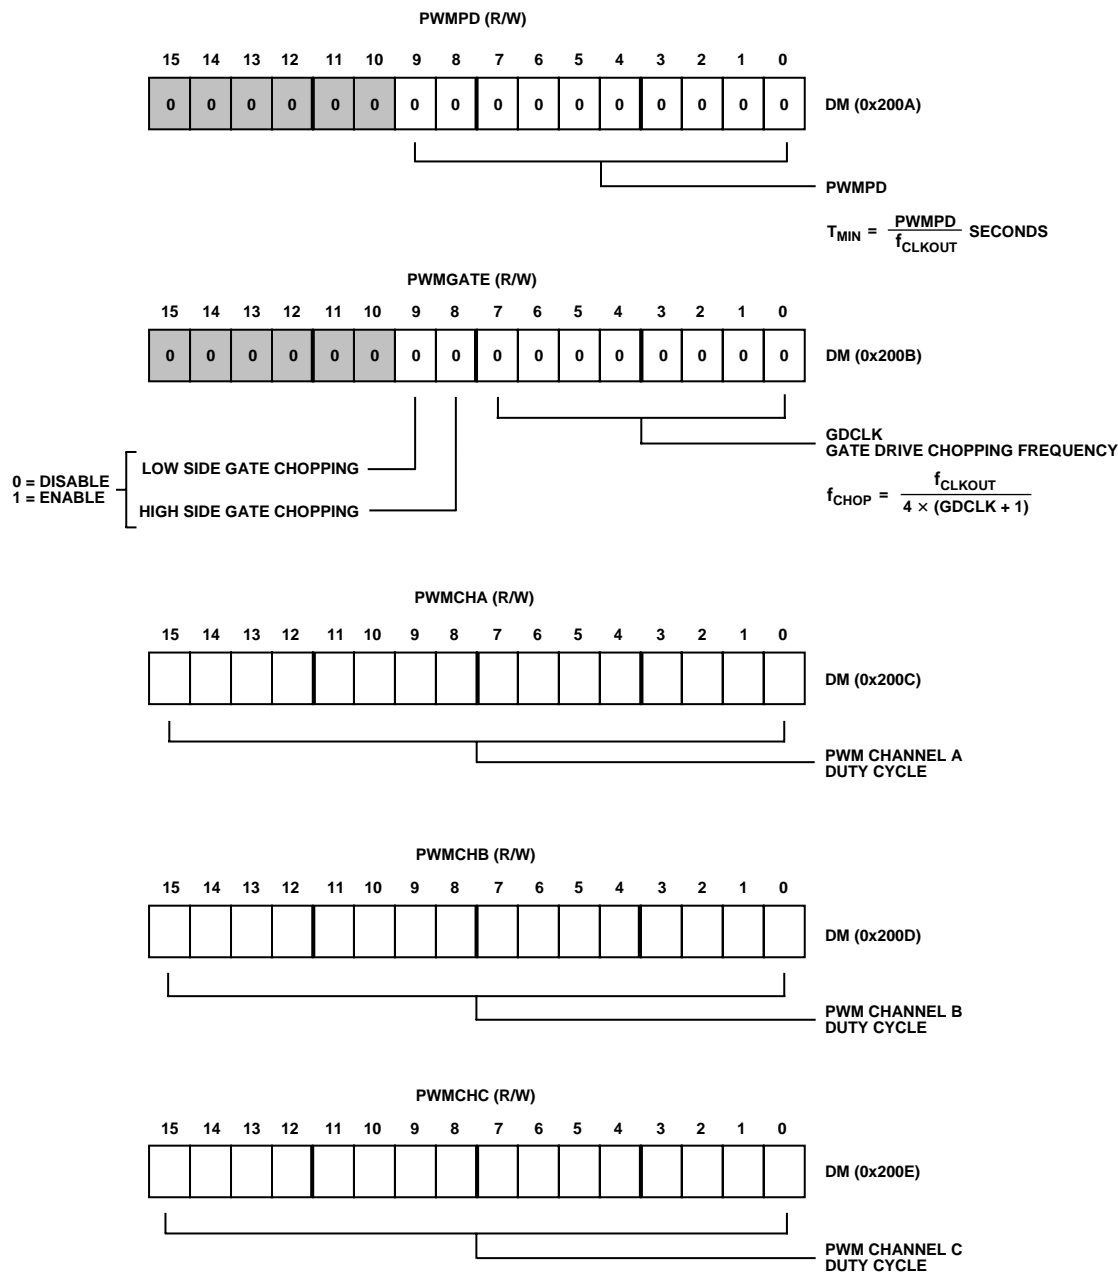 PWMPD (R/W)
15 14 13 12 11 10 9 8 7 6 5 4 3 2 1 0
0 0 0 0 0 0 0 0 0 0 0 0 0 0 0 0 DM (0x200A)
PWMPD
T_MIN = PWMPD / f_CLKOUT SECONDS
PWMGATE (R/W)
15 14 13 12 11 10 9 8 7 6 5 4 3 2 1 0
0 0 0 0 0 0 0 0 0 0 0 0 0 0 0 0 DM (0x200B)
GDCLK
GATE DRIVE CHOPPING FREQUENCY
f_CHOP = f_CLKOUT / 4 × (GDCLK + 1)
0 = DISABLE
1 = ENABLE
LOW SIDE GATE CHOPPING
HIGH SIDE GATE CHOPPING
PWMCHA (R/W)
15 14 13 12 11 10 9 8 7 6 5 4 3 2 1 0
DM (0x200C)
PWM CHANNEL A
DUTY CYCLE
PWMCHB (R/W)
15 14 13 12 11 10 9 8 7 6 5 4 3 2 1 0
DM (0x200D)
PWM CHANNEL B
DUTY CYCLE
PWMCHC (R/W)
15 14 13 12 11 10 9 8 7 6 5 4 3 2 1 0
DM (0x200E)
PWM CHANNEL C
DUTY CYCLE